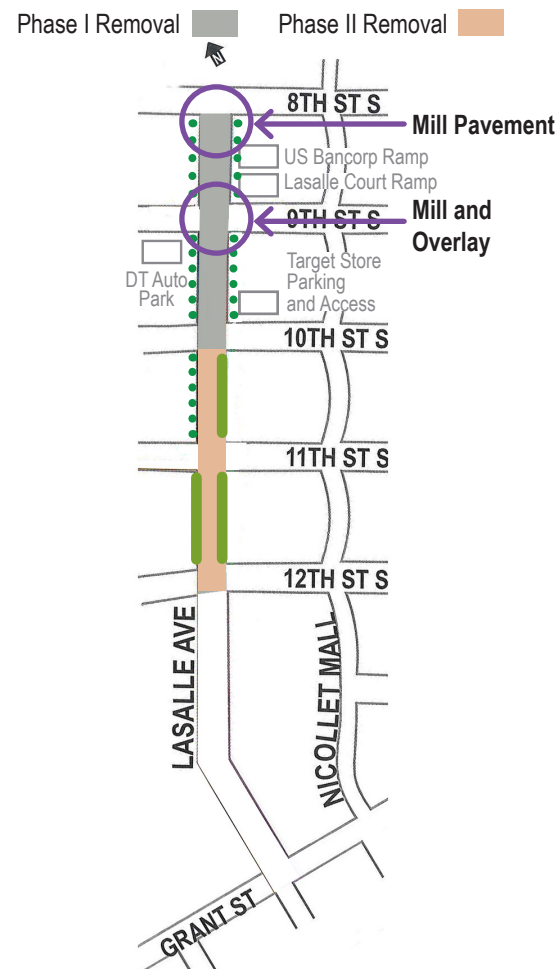 Phase I Removal
Phase II Removal
N
8TH ST S
Mill Pavement
US Bancorp Ramp
Lasalle Court Ramp
9TH ST S
Mill and
Overlay
DT Auto
Park
Target Store
Parking
and Access
10TH ST S
11TH ST S
12TH ST S
LASALLE AVE
NICOLLET MALL
GRANT ST